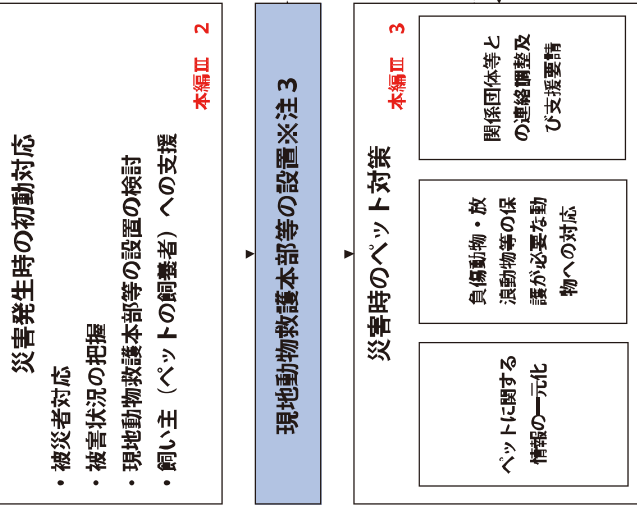 災害発生時の初動対応
・被災者対応
・被害状況の把握
・現地動物救護本部等の設置の検討
・飼い主（ペットの飼養者）への支援
本編Ⅲ 2
現地動物救護本部等の設置※注3
災害時のペット対策
本編Ⅲ 3
ペットに関する
情報の一元化
負傷動物・放
浪動物等の保
護が必要な動
物への対応
関係団体等と
の連絡調整及
び支援要請